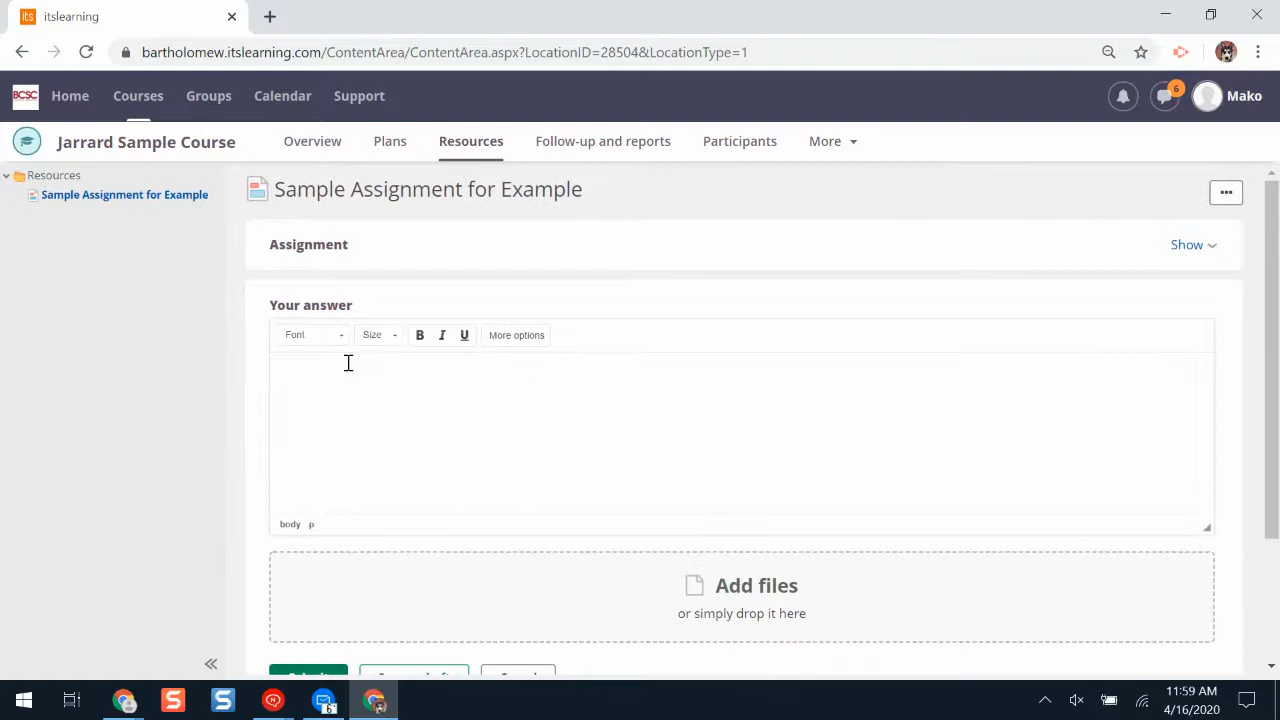 its itslearning
bartholomew.itslearning.com/ContentArea/ContentArea.aspx?LocationID=28504&LocationType=1
BCSC Home Courses Groups Calendar Support 6 Mako
Jarrard Sample Course Overview Plans Resources Follow-up and reports Participants More
Resources
Sample Assignment for Example
Sample Assignment for Example
Assignment Show
Your answer
Font Size B I U More options
body p
Add files
or simply drop it here
11:59 AM
4/16/2020